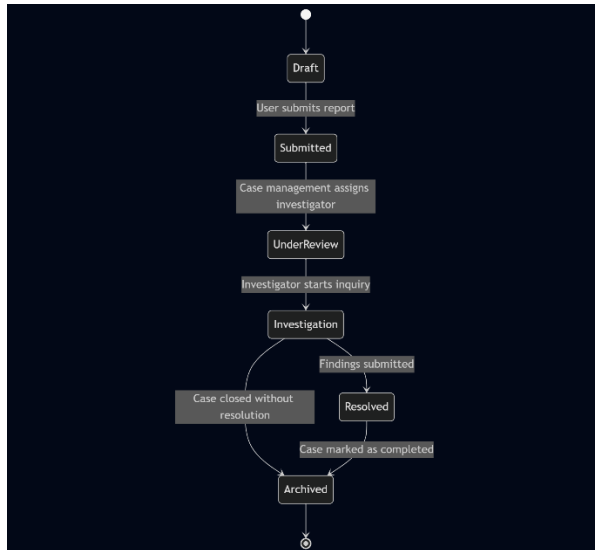 Draft
User submits report
Submitted
Case management assigns
investigator
UnderReview
Investigator starts inquiry
Investigation
Findings submitted
Case closed without
resolution
Resolved
Case marked as completed
Archived